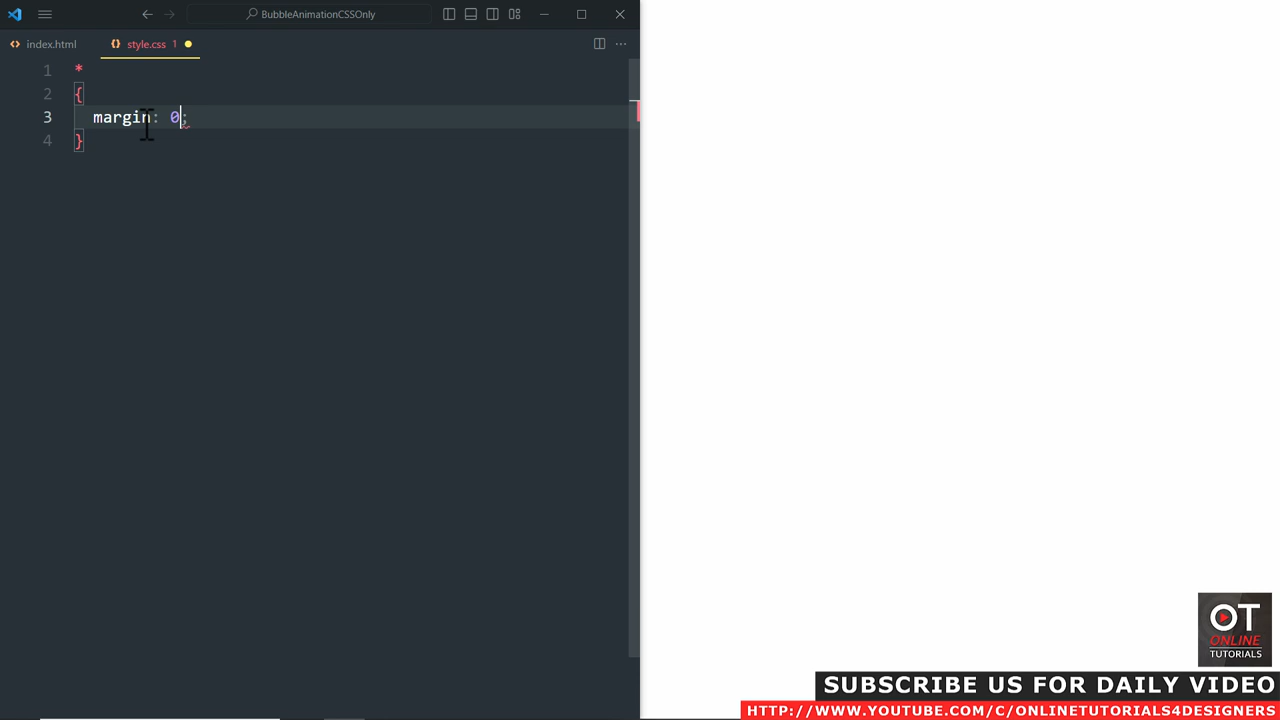 BubbleAnimationCSSOnly
index.html
style.css 1
1 *
2 {
3 margin: 0;
4 }
OT
ONLINE
TUTORIALS
SUBSCRIBE US FOR DAILY VIDEO
HTTP://WWW.YOUTUBE.COM/C/ONLINETUTORIALS4DESIGNERS